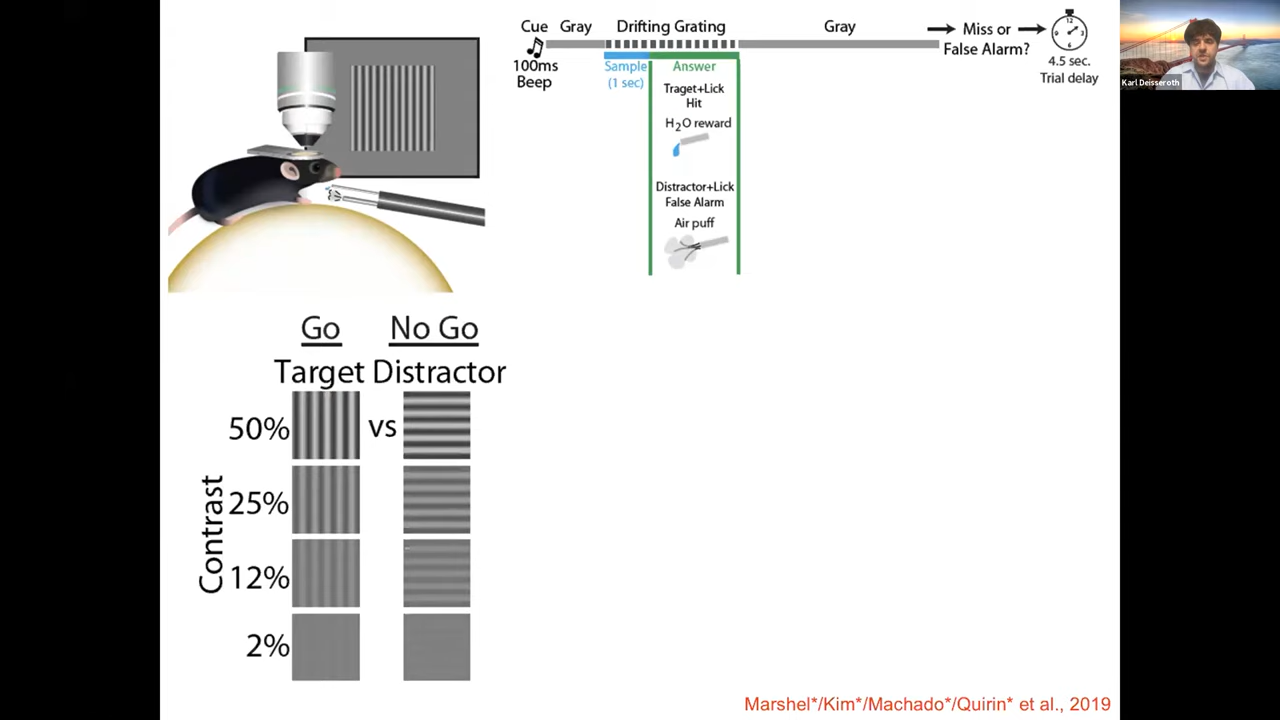 Cue Gray Drifting Grating Gray Miss or
False Alarm?
100ms
Beep
Sample
(1 sec)
Answer
4.5 sec.
Trial delay
Traget+Lick
Hit
H2O reward
Distractor+Lick
False Alarm
Air puff
Karl Deisseroth
Go No Go
Target Distractor
50% vs
25%
12%
2%
Contrast
Marshel*/Kim*/Machado*/Quirin* et al., 2019